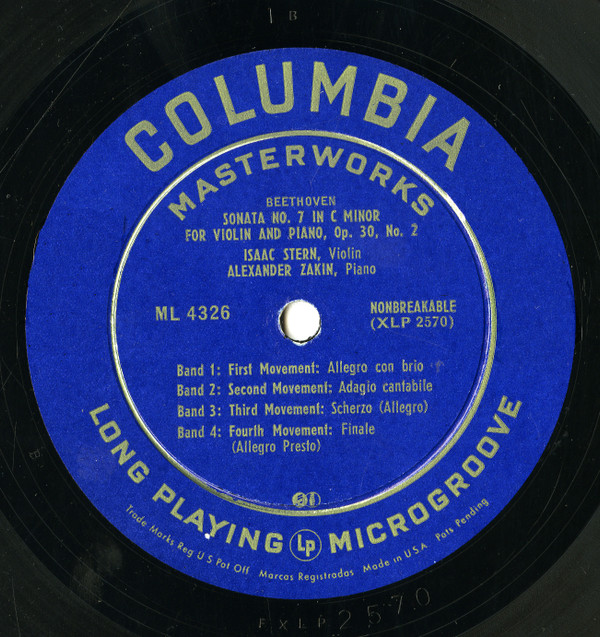 B
COLUMBIA
MASTERWORKS
BEETHOVEN
SONATA NO. 7 IN C MINOR
FOR VIOLIN AND PIANO, Op. 30, No. 2
ISAAC STERN, Violin
ALEXANDER ZAKIN, Piano
ML 4326
NONBREAKABLE
(XLP 2570)
Band 1: First Movement: Allegro con brio
Band 2: Second Movement: Adagio cantabile
Band 3: Third Movement: Scherzo (Allegro)
Band 4: Fourth Movement: Finale
(Allegro Presto)
LONG PLAYING LP MICROGROOVE
Trade Marks Reg U S Pat Off Marcas Registradas Made in U.S.A Pats Pending
B
XLP 2570